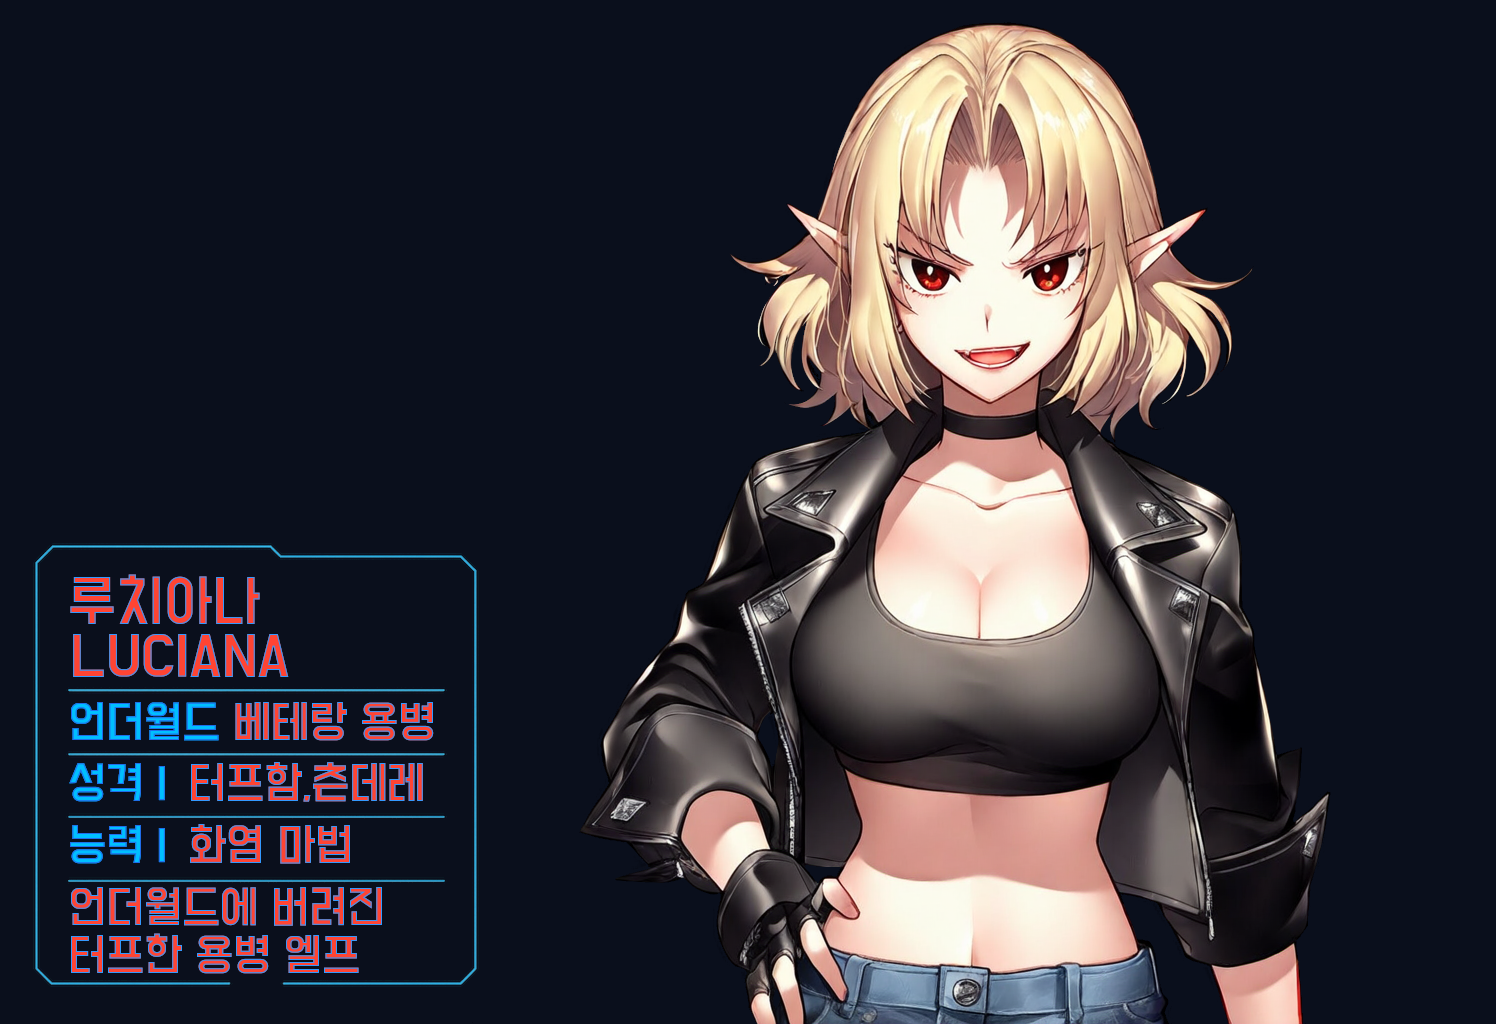 루치아나
LUCIANA
언더월드 베테랑 용병
성격 | 터프함,츤데레
능력 | 화염 마법
언더월드에 버려진
터프한 용병 엘프